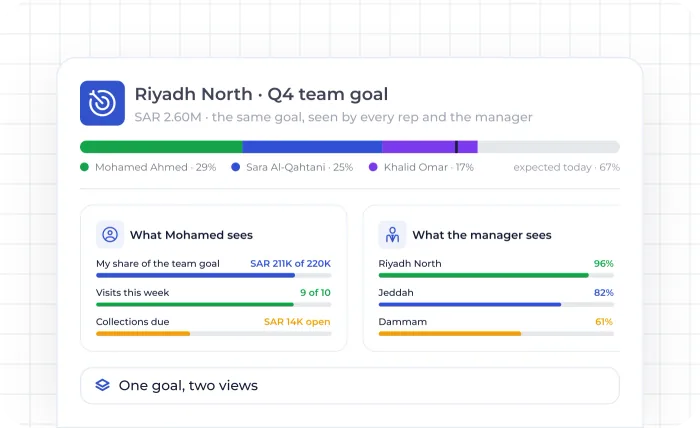 Riyadh North · Q4 team goal
SAR 2.60M · the same goal, seen by every rep and the manager
Mohamed Ahmed · 29% Sara Al-Qahtani · 25% Khalid Omar · 17% expected today · 67%
What Mohamed sees
My share of the team goal SAR 211K of 220K
Visits this week 9 of 10
Collections due SAR 14K open
What the manager sees
Riyadh North 96%
Jeddah 82%
Dammam 61%
One goal, two views